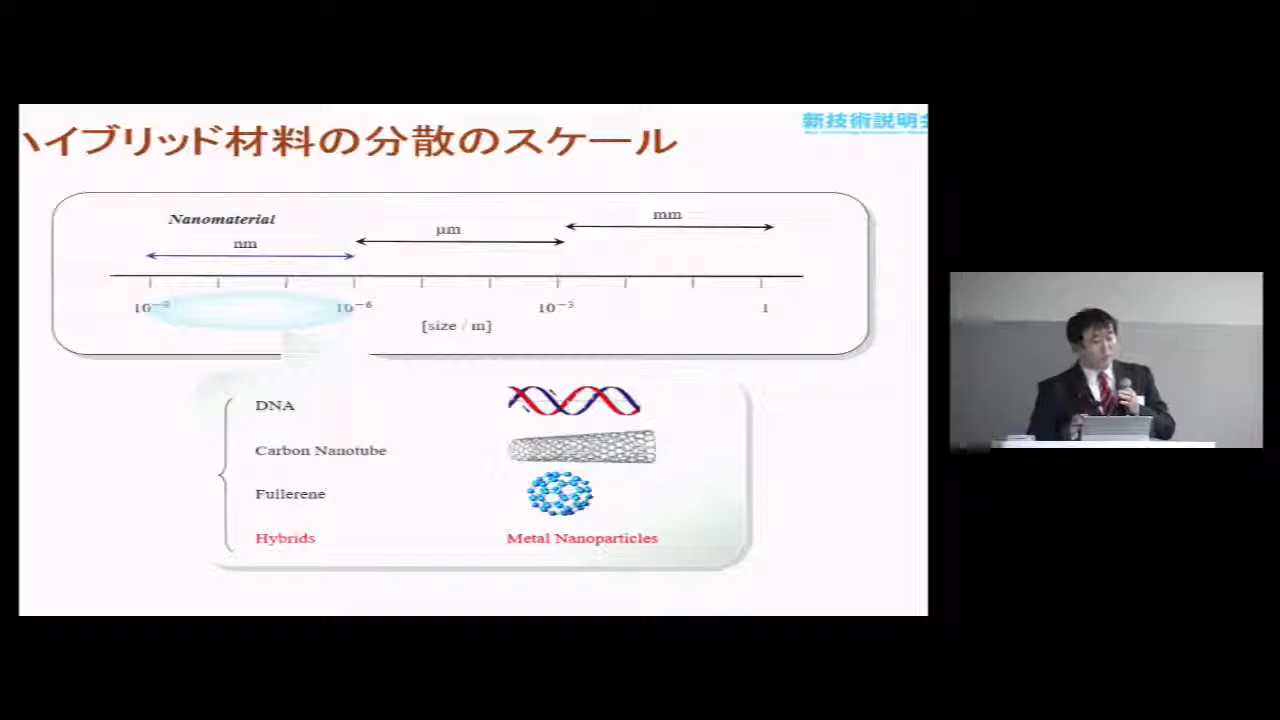 ハイブリッド材料の分散のスケール
新技術説明会
Nanomaterial
nm
μm
mm
10⁻⁹
10⁻⁶
10⁻³
1
[size / m]
DNA
Carbon Nanotube
Fullerene
Hybrids
Metal Nanoparticles